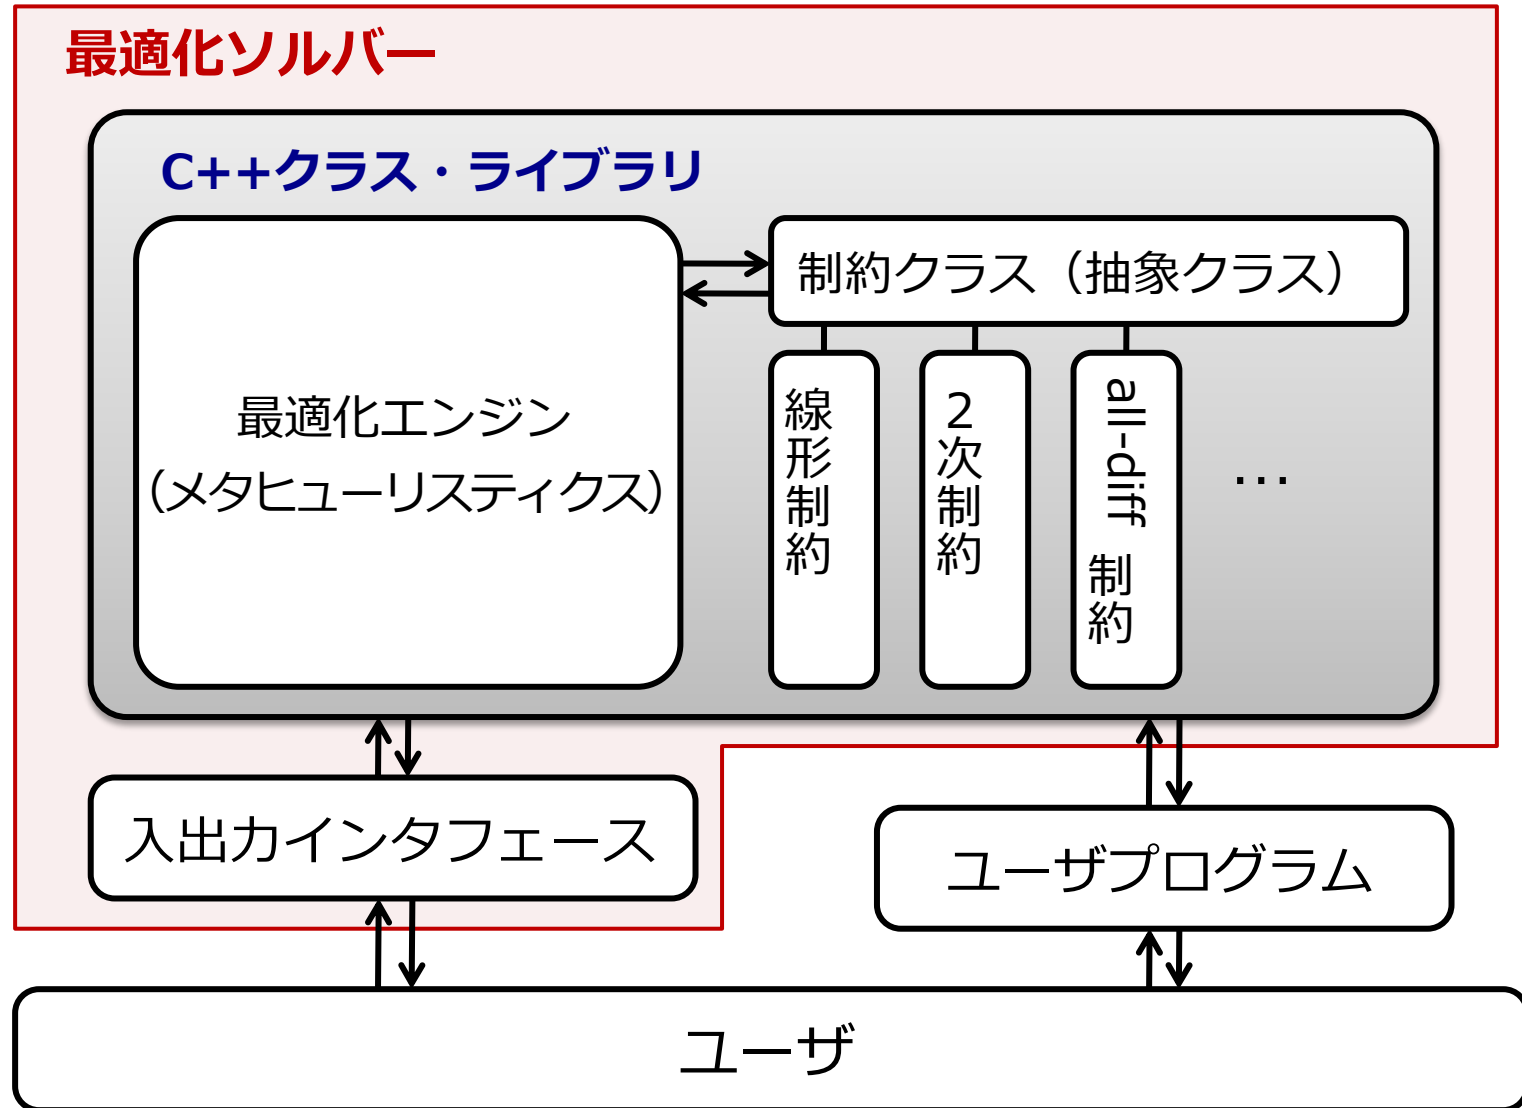 最適化ソルバー
C++クラス・ライブラリ
最適化エンジン
（メタヒューリスティクス）
制約クラス（抽象クラス）
線形制約
2次制約
all-diff 制約
…
入出力インタフェース
ユーザプログラム
ユーザ